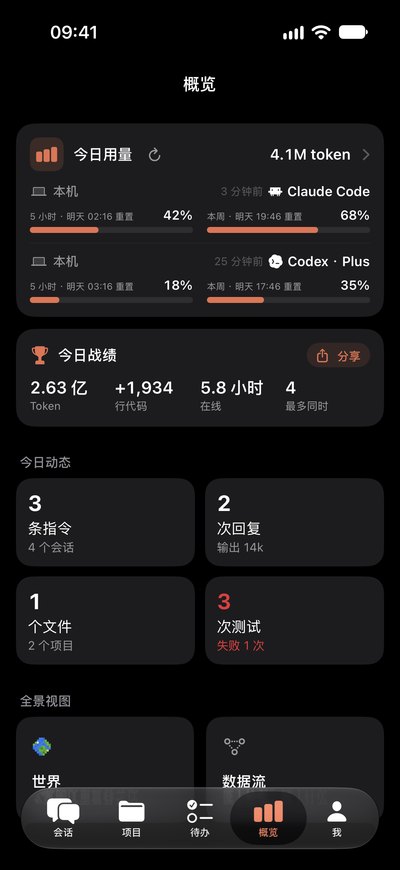 09:41
概览
今日用量
4.1M token
本机
3 分钟前 Claude Code
5 小时 · 明天 02:16 重置 42%
本周 · 明天 19:46 重置 68%
本机
25 分钟前 Codex · Plus
5 小时 · 明天 03:16 重置 18%
本周 · 明天 17:46 重置 35%
今日战绩
分享
2.63 亿 +1,934 5.8 小时 4
Token 行代码 在线 最多同时
今日动态
3
条指令
4 个会话
2
次回复
输出 14k
1
个文件
2 个项目
3
次测试
失败 1 次
全景视图
世界
数据流
会话 项目 待办 概览 我